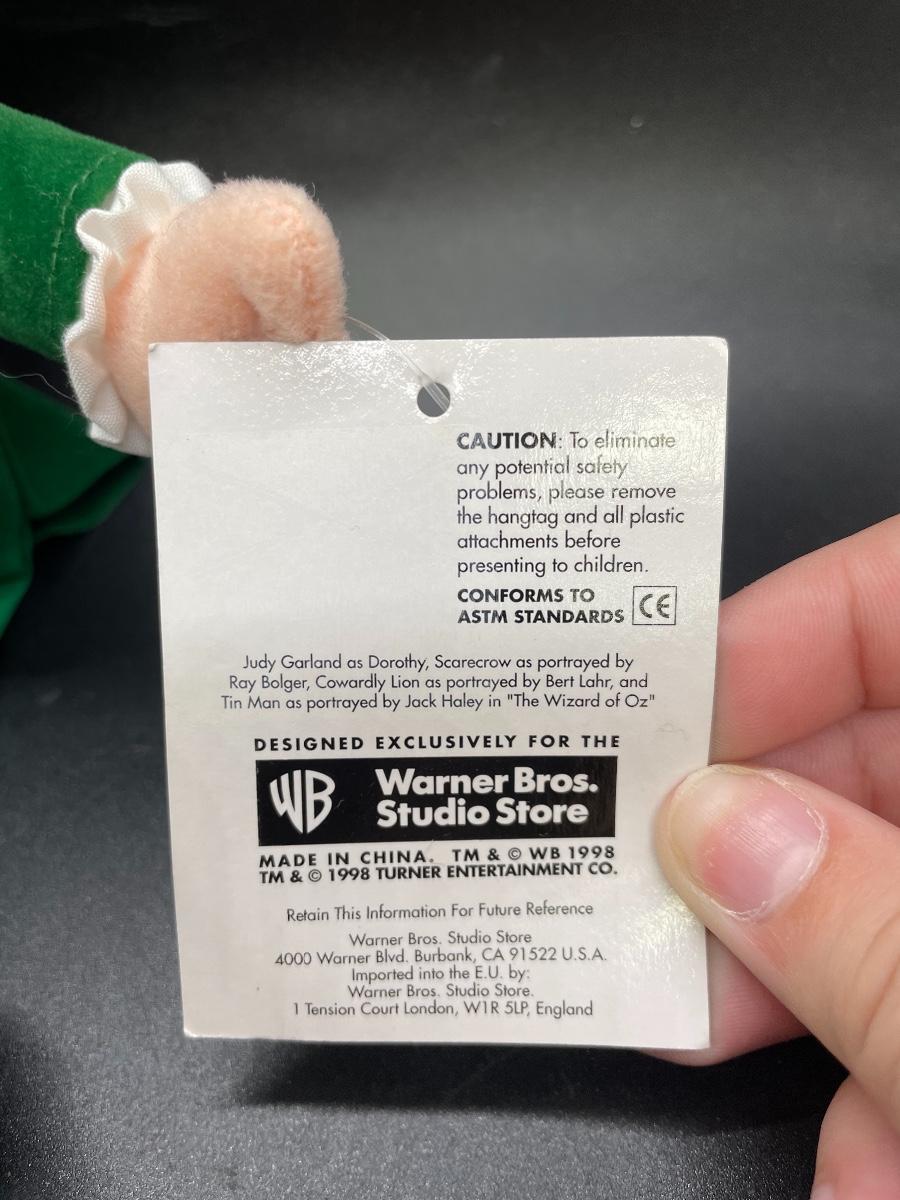 CAUTION: To eliminate
any potential safety
problems, please remove
the hangtag and all plastic
attachments before
presenting to children.
CONFORMS TO
ASTM STANDARDS CE
Judy Garland as Dorothy, Scarecrow as portrayed by
Ray Bolger, Cowardly Lion as portrayed by Bert Lahr, and
Tin Man as portrayed by Jack Haley in "The Wizard of Oz"
DESIGNED EXCLUSIVELY FOR THE
WB Warner Bros.
Studio Store
MADE IN CHINA. TM & © WB 1998
TM & © 1998 TURNER ENTERTAINMENT CO.
Retain This Information For Future Reference
Warner Bros. Studio Store
4000 Warner Blvd. Burbank, CA 91522 U.S.A.
Imported into the E.U. by:
Warner Bros. Studio Store.
1 Tension Court London, W1R 5LP, England